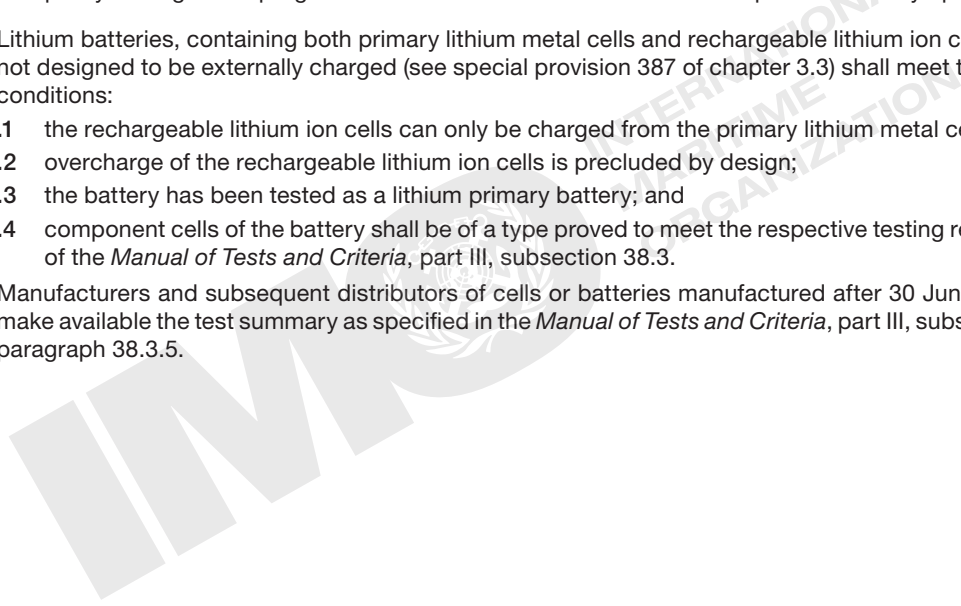 Lithium batteries, containing both primary lithium metal cells and rechargeable lithium ion
not designed to be externally charged (see special provision 387 of chapter 3.3) shall meet
conditions:
.1 the rechargeable lithium ion cells can only be charged from the primary lithium metal
.2 overcharge of the rechargeable lithium ion cells is precluded by design;
.3 the battery has been tested as a lithium primary battery; and
.4 component cells of the battery shall be of a type proved to meet the respective testing
of the Manual of Tests and Criteria, part III, subsection 38.3.
Manufacturers and subsequent distributors of cells or batteries manufactured after 30
make available the test summary as specified in the Manual of Tests and Criteria, part III,
paragraph 38.3.5.
INTERNATIONAL
MARITIME
ORGANIZATION
IMO